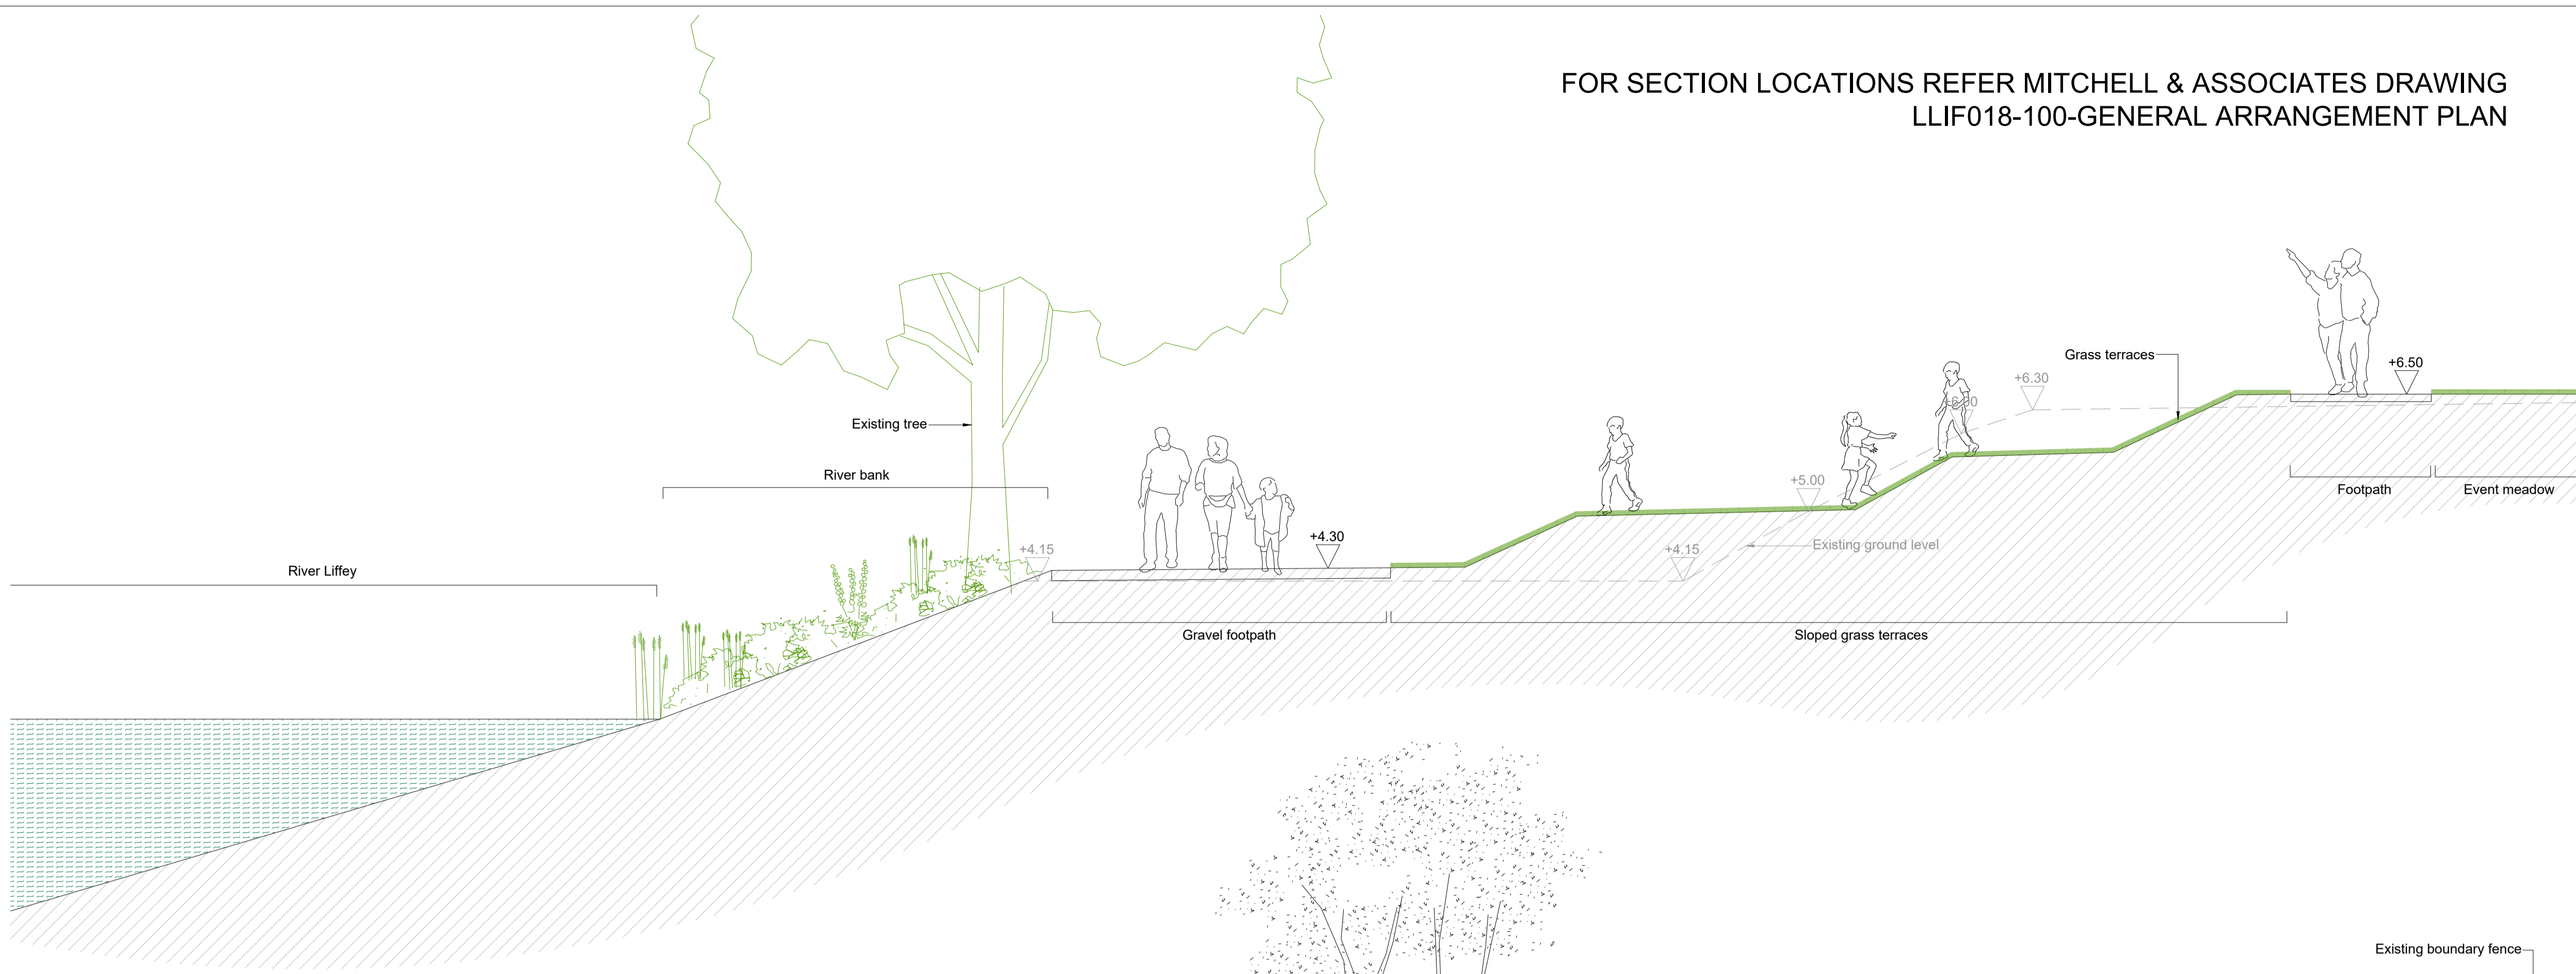 FOR SECTION LOCATIONS REFER MITCHELL & ASSOCIATES DRAWING
LLIF018-100-GENERAL ARRANGEMENT PLAN
Grass terraces
+6.50
+6.30
+6.00
Existing tree
River bank
+5.00
Footpath
Event meadow
+4.30
+4.15
+4.15
Existing ground level
River Liffey
Gravel footpath
Sloped grass terraces
Existing boundary fence